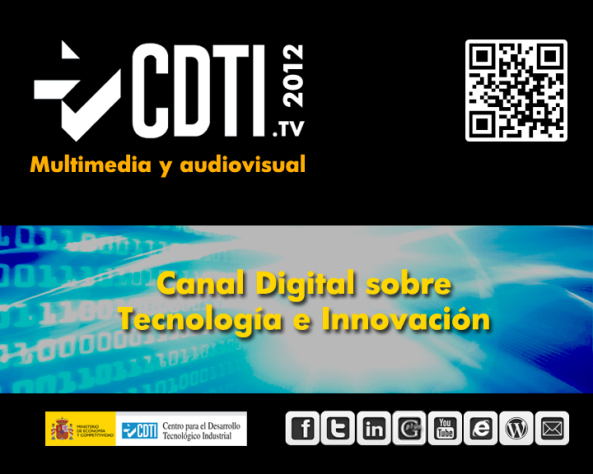 CDTI
.TV
2012
Multimedia y audiovisual
Canal Digital sobre
Tecnología e Innovación
MINISTERIO
DE ECONOMÍA
Y COMPETITIVIDAD
CDTI
Centro para el Desarrollo
Tecnológico Industrial
You
Tube